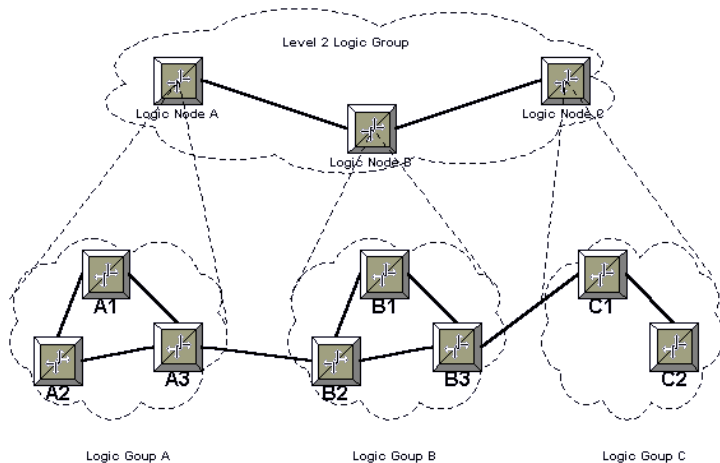 Level 2 Logic Group
Logic Node A
Logic Node C
Logic Node B
A1
B1
C1
A2
A3
B2
B3
C2
Logic Goup A
Logic Goup B
Logic Goup C